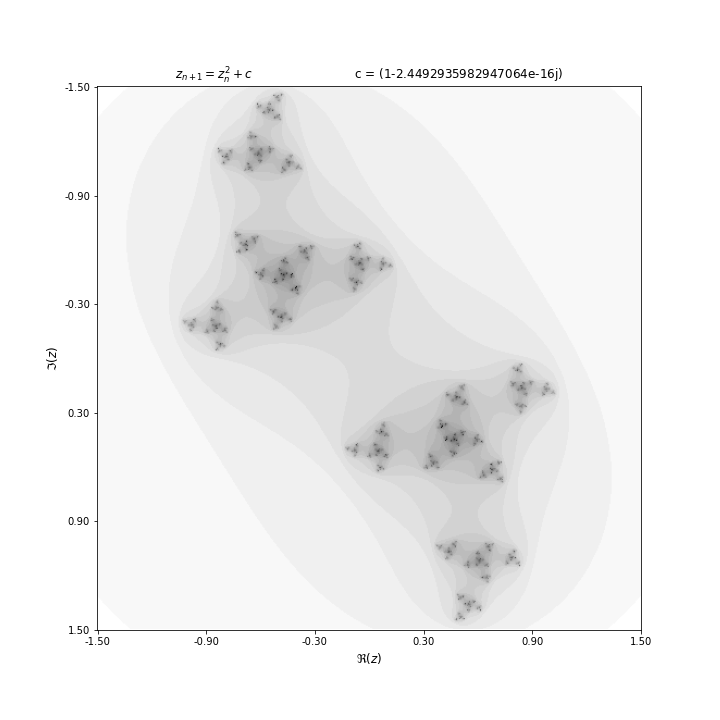 z_{n+1} = z_n^2 + c c = (1-2.4492935982947064e-16j)
-1.50
-0.90
-0.30
0.30
0.90
1.50
ℑ(z)
-1.50 -0.90 -0.30 0.30 0.90 1.50
ℜ(z)